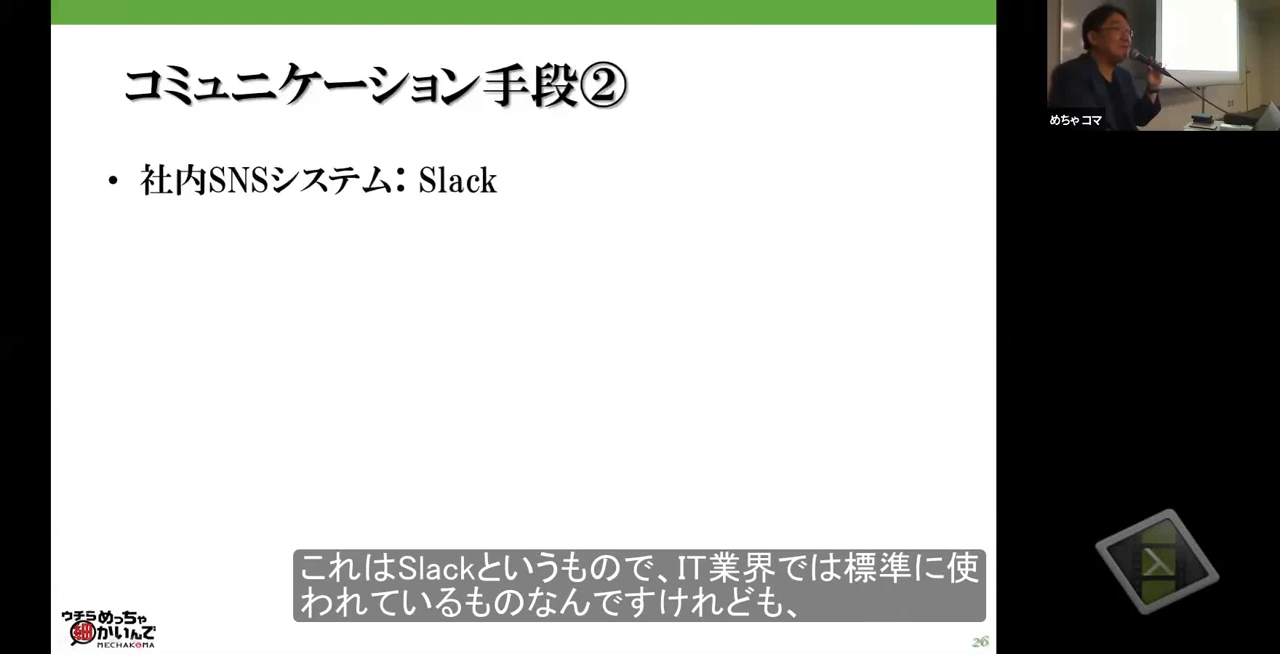 コミュニケーション手段②
めちゃコマ
• 社内SNSシステム： Slack
これはSlackというもので、IT業界では標準に使
われているものなんですけれども、
ウチらめっちゃ
細かいんで
MECHAKOMA
26